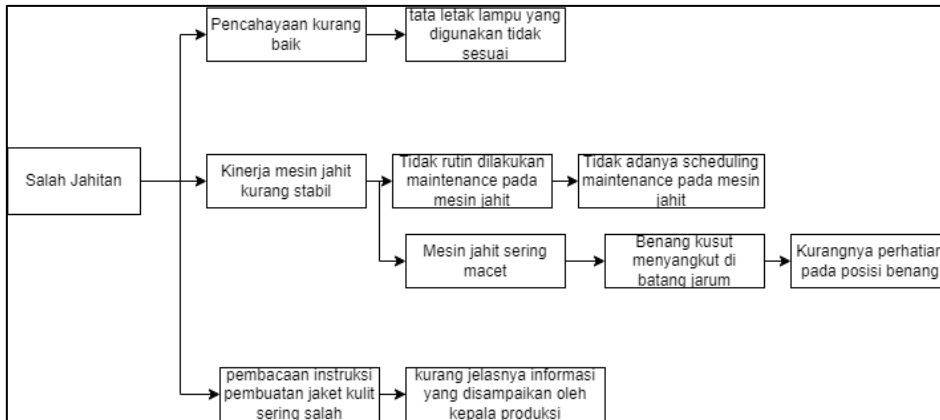 Pencahayaan kurang
baik
tata letak lampu yang
digunakan tidak
sesuai
Salah Jahitan
Kinerja mesin jahit
kurang stabil
Tidak rutin dilakukan
maintenance pada
mesin jahit
Tidak adanya scheduling
maintenance pada mesin
jahit
Mesin jahit sering
macet
Benang kusut
menyangkut di
batang jarum
Kurangnya perhatian
pada posisi benang
pembacaan instruksi
pembuatan jaket kulit
sering salah
kurang jelasnya informasi
yang disampaikan oleh
kepala produksi